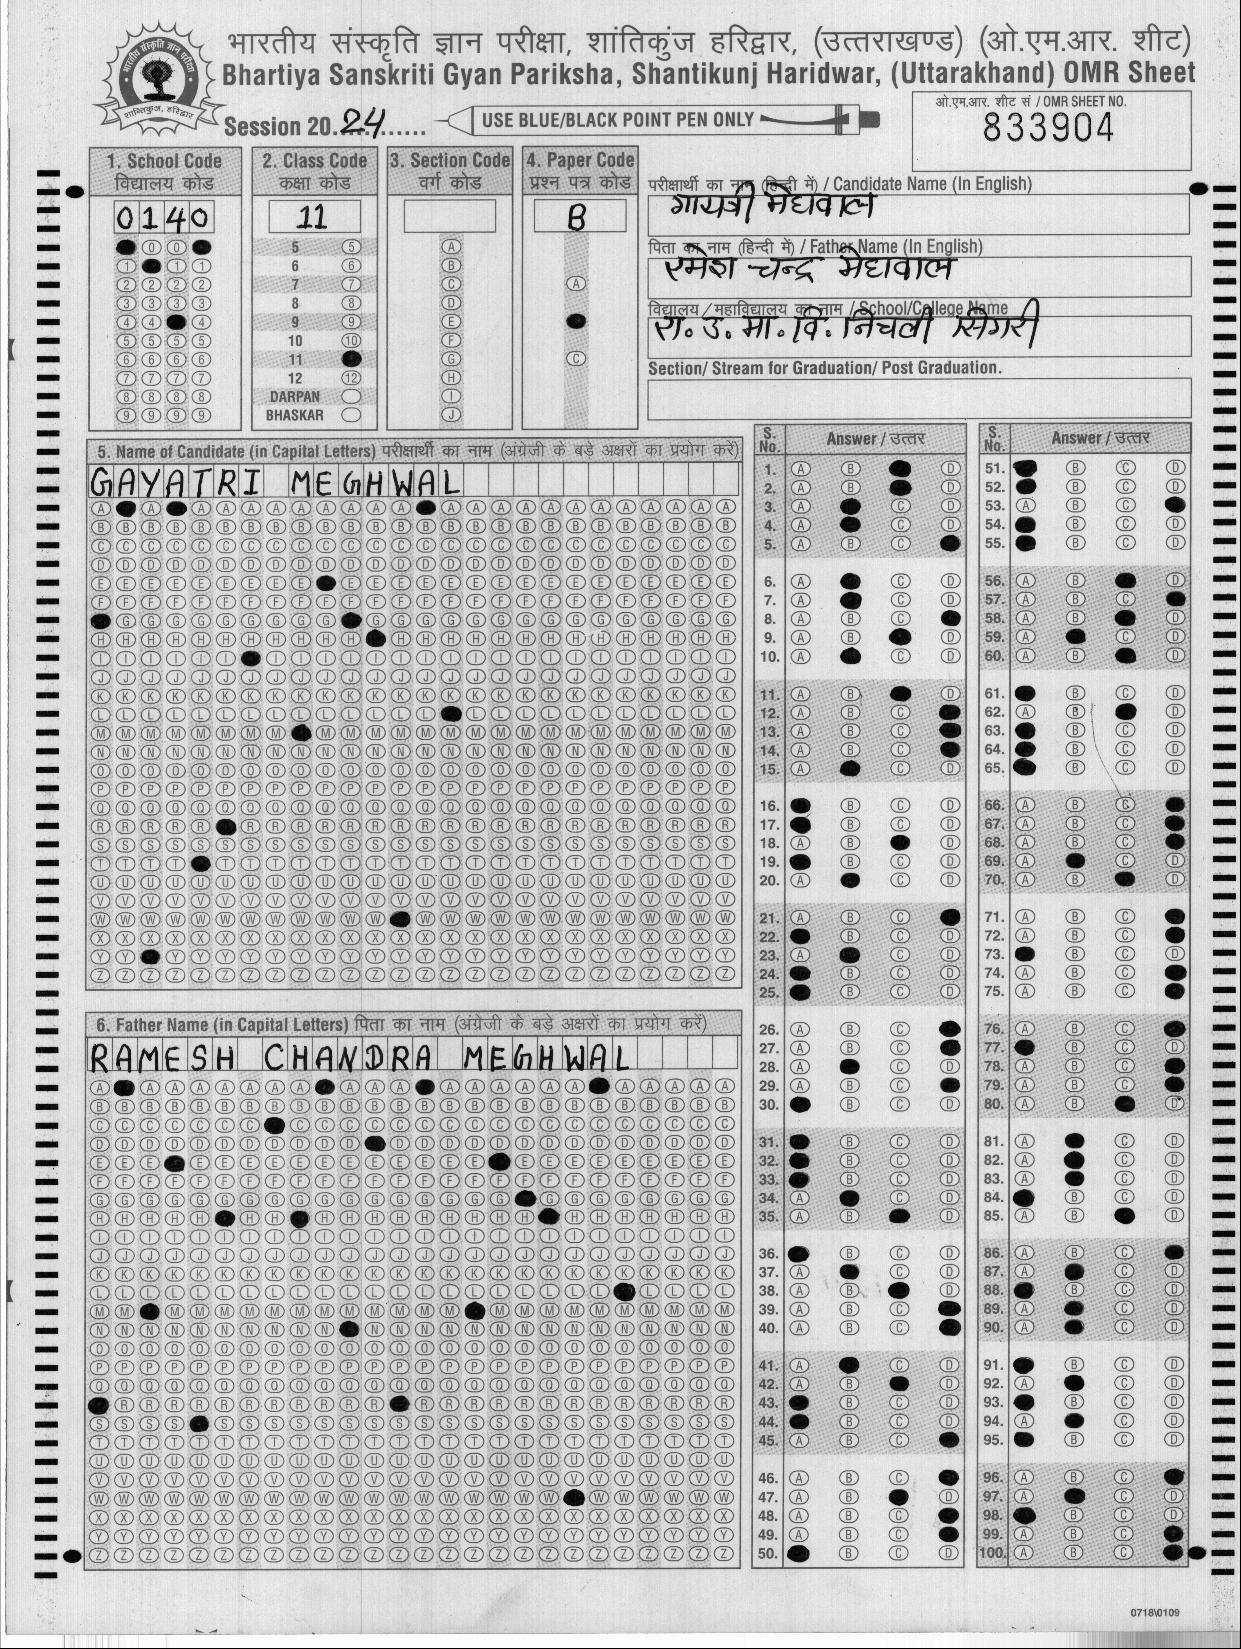 भारतीय संस्कृति ज्ञान परीक्षा, शांतिकुंज हरिद्वार, (उत्तराखण्ड) (ओ.एम.आर. शीट)
Bhartiya Sanskriti Gyan Pariksha, Shantikunj Haridwar, (Uttarakhand) OMR Sheet
Session 20 24
USE BLUE/BLACK POINT PEN ONLY
ओ.एम.आर. शीट सं / OMR SHEET NO.
833904
1. School Code
विद्यालय कोड
0140
2. Class Code
कक्षा कोड
11
5
6
7
8
9
10
11
12
DARPAN
BHASKAR
3. Section Code
वर्ग कोड
4. Paper Code
प्रश्न पत्र कोड
B
परीक्षार्थी का नाम (हिन्दी में) / Candidate Name (In English)
गायत्री मेघवाल
पिता का नाम (हिन्दी में) / Father Name (In English)
रमेश चन्द्र मेघवाल
विद्यालय / महाविद्यालय का नाम / School/College Name
रा. उ. मा. वि. निचली सिगरी
Section/ Stream for Graduation/ Post Graduation.
5. Name of Candidate (in Capital Letters) परीक्षार्थी का नाम (अंग्रेजी के बड़े अक्षरों का प्रयोग करें)
GAYATRI MEGHWAL
6. Father Name (in Capital Letters) पिता का नाम (अंग्रेजी के बड़े अक्षरों का प्रयोग करें)
RAMESH CHANDRA MEGHWAL
S. No. Answer / उत्तर
S. No. Answer / उत्तर
0718\0109